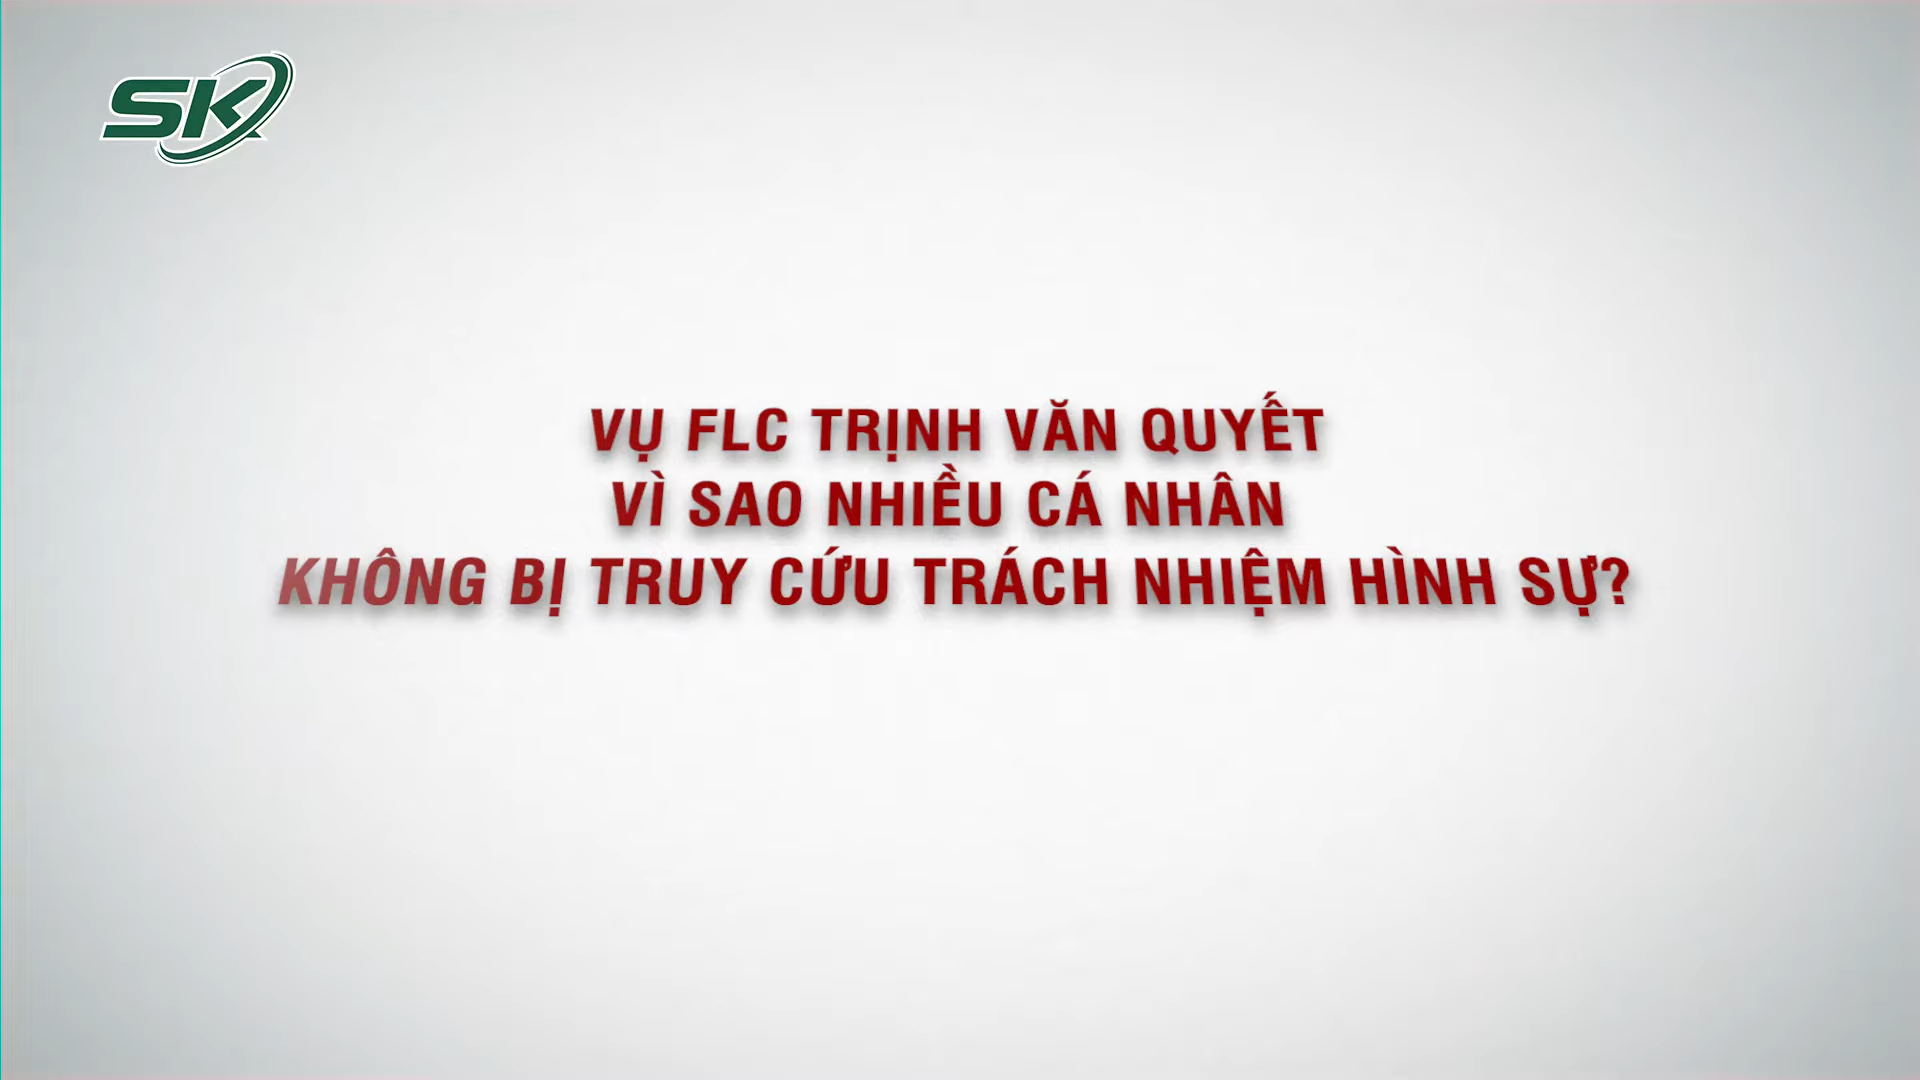 SK
VỤ FLC TRỊNH VĂN QUYẾT
VÌ SAO NHIỀU CÁ NHÂN
KHÔNG BỊ TRUY CỨU TRÁCH NHIỆM HÌNH SỰ?